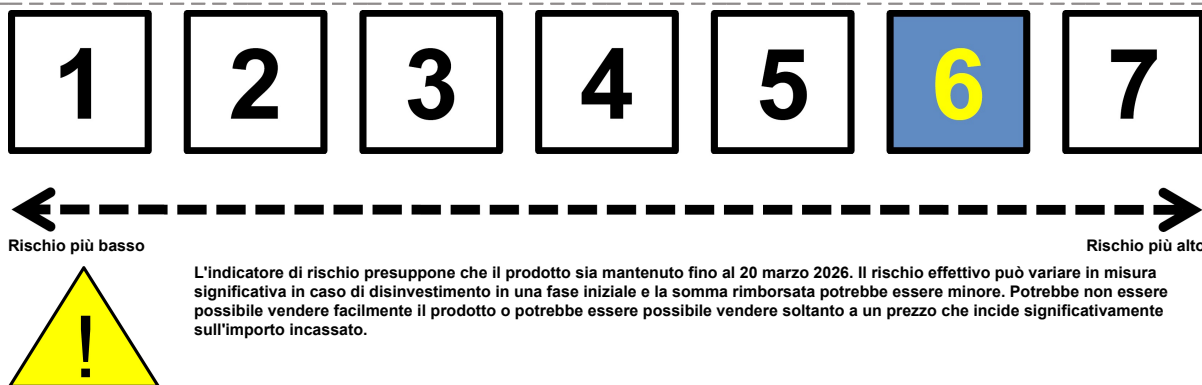 1 2 3 4 5 6 7
Rischio più basso Rischio più alto
L'indicatore di rischio presuppone che il prodotto sia mantenuto fino al 20 marzo 2026. Il rischio effettivo può variare in misura
significativa in caso di disinvestimento in una fase iniziale e la somma rimborsata potrebbe essere minore. Potrebbe non essere
possibile vendere facilmente il prodotto o potrebbe essere possibile vendere soltanto a un prezzo che incide significativamente
sull'importo incassato.
!